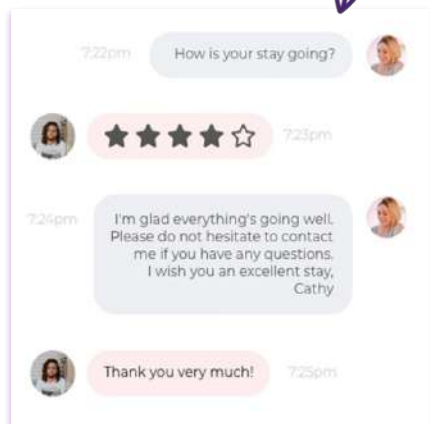 7:22pm
How is your stay going?
7:23pm
7:24pm
I'm glad everything's going well.
Please do not hesitate to contact
me if you have any questions.
I wish you an excellent stay,
Cathy
Thank you very much!
7:25pm